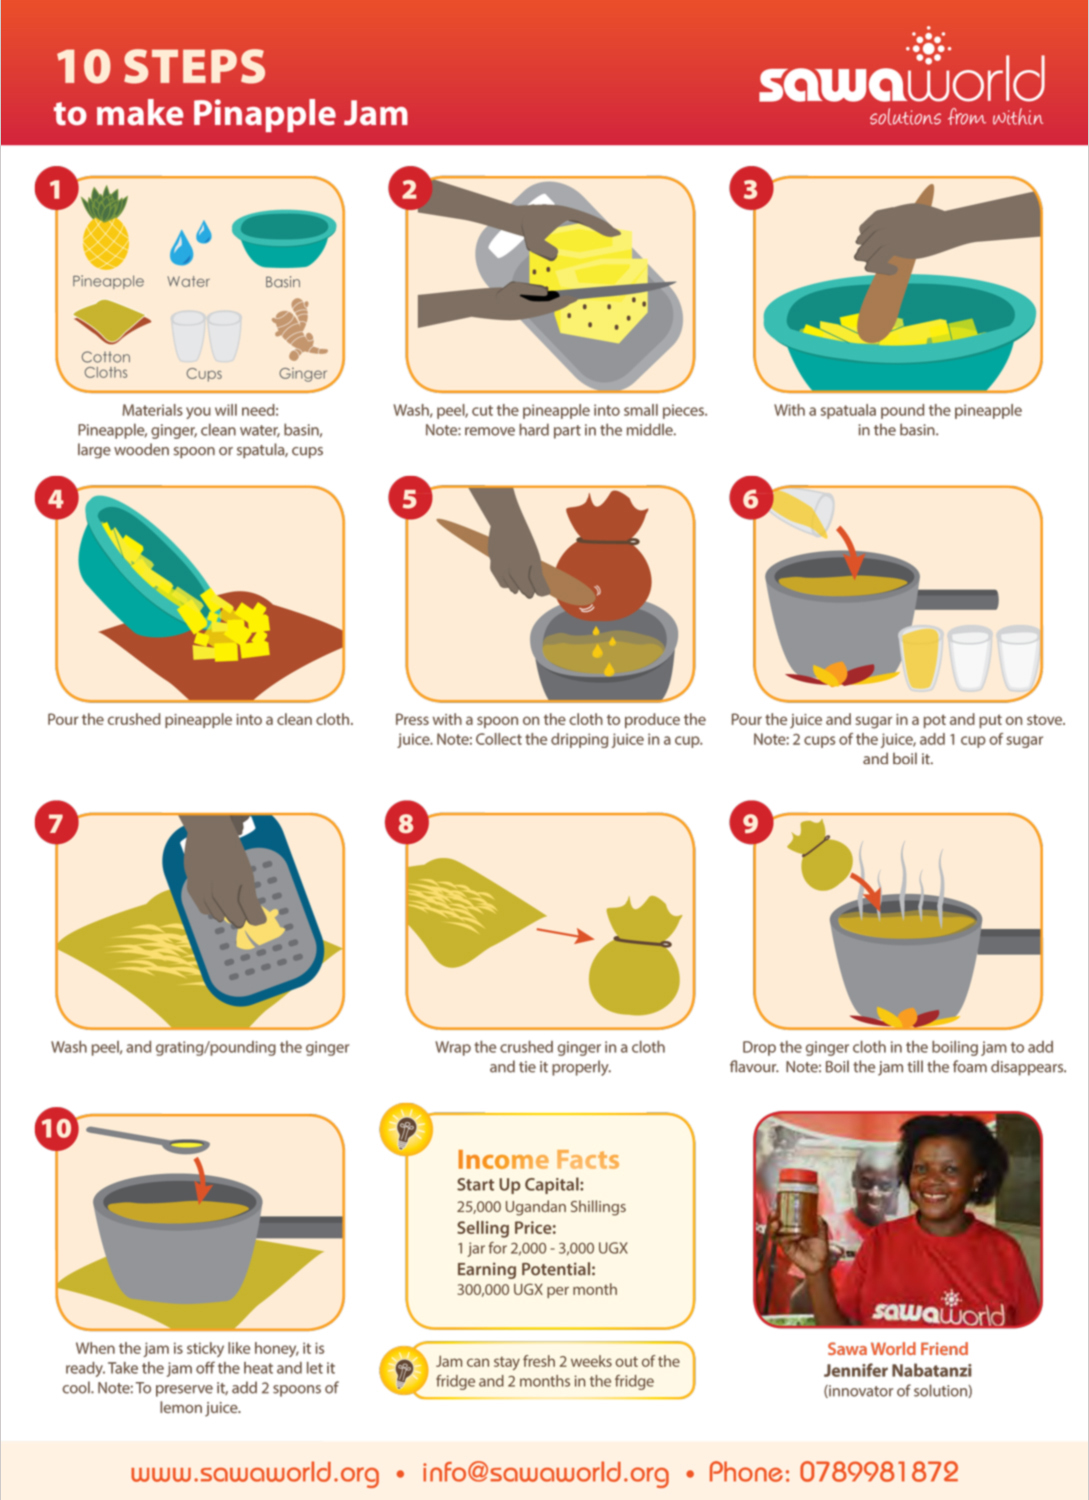 10 STEPS
to make Pinapple Jam
sawaworld
solutions from within
1
Pineapple
Water
Basin
Cotton
Cloths
Cups
Ginger
Materials you will need:
Pineapple, ginger, clean water, basin,
large wooden spoon or spatula, cups
2
Wash, peel, cut the pineapple into small pieces.
Note: remove hard part in the middle.
3
With a spatuala pound the pineapple
in the basin.
4
Pour the crushed pineapple into a clean cloth.
5
Press with a spoon on the cloth to produce the
juice. Note: Collect the dripping juice in a cup.
6
Pour the juice and sugar in a pot and put on stove.
Note: 2 cups of the juice, add 1 cup of sugar
and boil it.
7
Wash peel, and grating/pounding the ginger
8
Wrap the crushed ginger in a cloth
and tie it properly.
9
Drop the ginger cloth in the boiling jam to add
flavour. Note: Boil the jam till the foam disappears.
10
When the jam is sticky like honey, it is
ready. Take the jam off the heat and let it
cool. Note: To preserve it, add 2 spoons of
lemon juice.
Income Facts
Start Up Capital:
25,000 Ugandan Shillings
Selling Price:
1 jar for 2,000 - 3,000 UGX
Earning Potential:
300,000 UGX per month
Jam can stay fresh 2 weeks out of the
fridge and 2 months in the fridge
sawaworld
Sawa World Friend
Jennifer Nabatanzi
(innovator of solution)
www.sawaworld.org • info@sawaworld.org • Phone: 0789981872